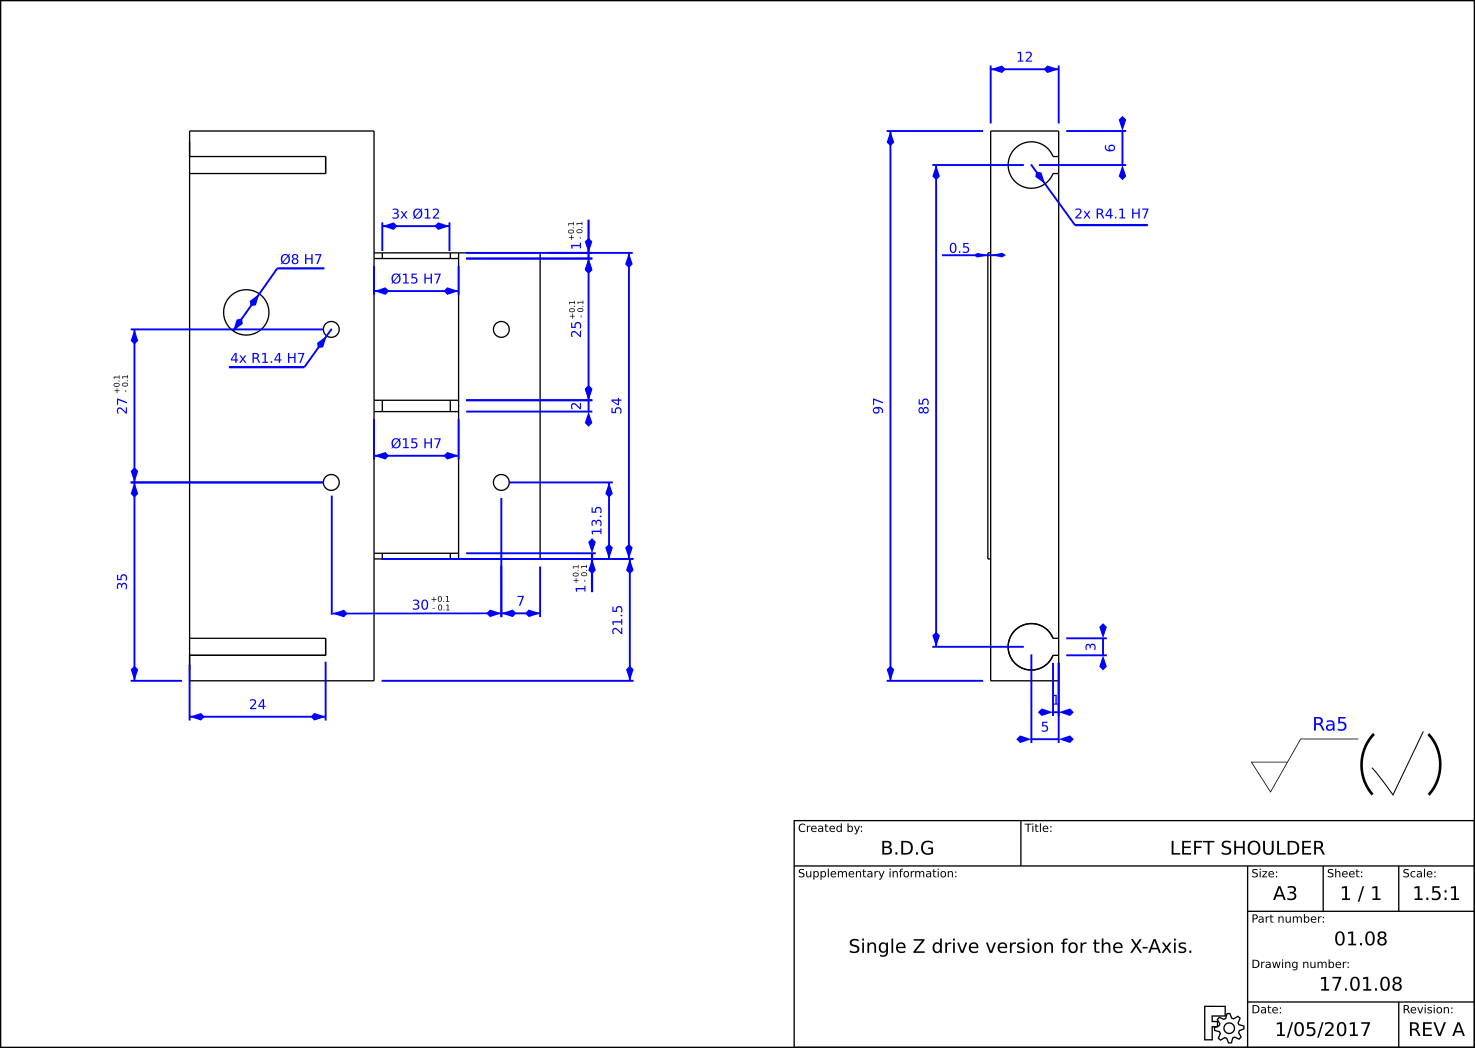 12
6
2x R4.1 H7
3x Ø12
1 +0.1 - 0.1
0.5
Ø8 H7
Ø15 H7
25 +0.1 - 0.1
4x R1.4 H7
27 +0.1 - 0.1
2
54
97
85
Ø15 H7
13.5
35
1 +0.1 - 0.1
30 +0.1 - 0.1
7
21.5
3
24
1
5
Ra5
Created by:
B.D.G
Title:
LEFT SHOULDER
Supplementary information:
Single Z drive version for the X-Axis.
Size:
A3
Sheet:
1 / 1
Scale:
1.5:1
Part number:
01.08
Drawing number:
17.01.08
Date:
1/05/2017
Revision:
REV A